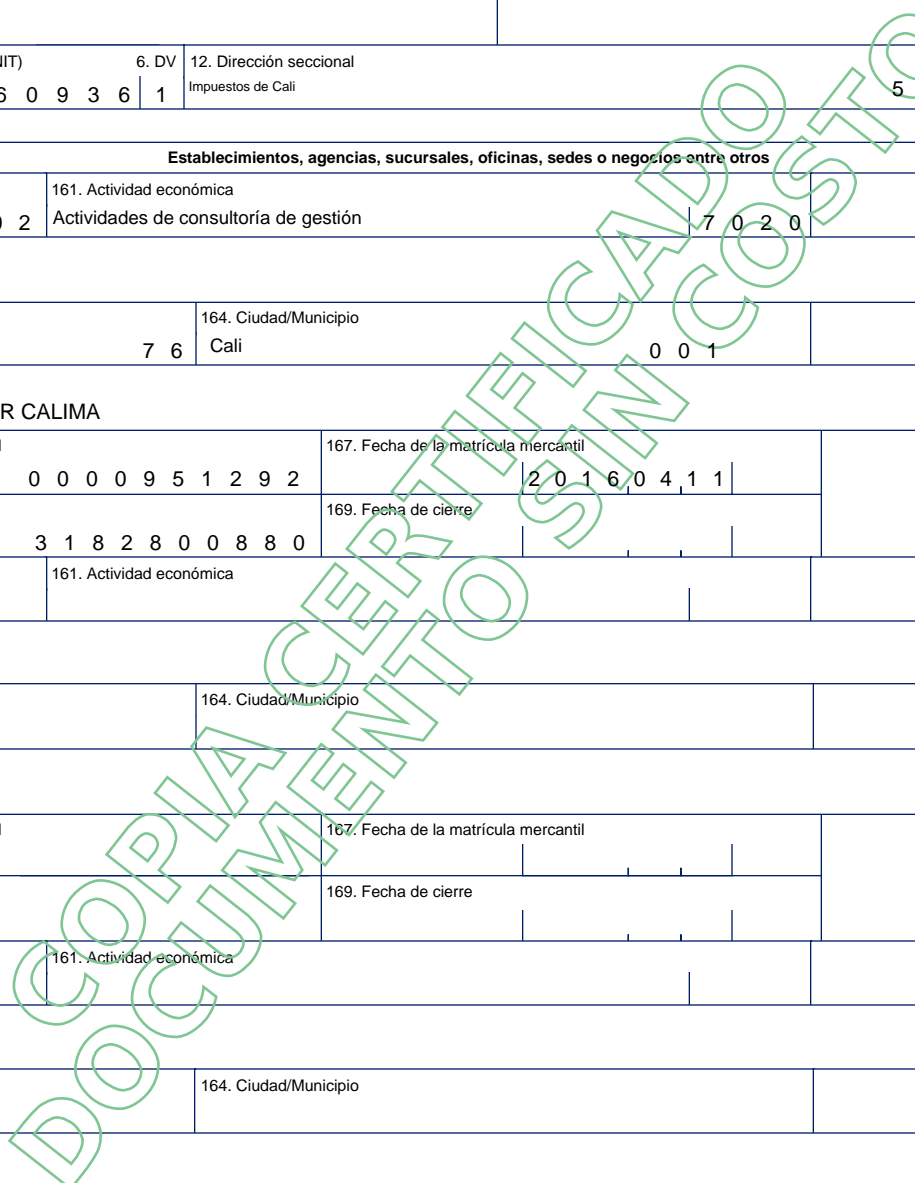 NIT) 6. DV 12. Dirección seccional
6 0 9 3 6 1 Impuestos de Cali 5
Establecimientos, agencias, sucursales, oficinas, sedes o negocios entre otros
161. Actividad económica
0 2 Actividades de consultoría de gestión 7 0 2 0
164. Ciudad/Municipio
7 6 Cali 0 0 1
R CALIMA
167. Fecha de la matrícula mercantil
0 0 0 0 9 5 1 2 9 2 2 0 1 6 0 4 1 1
169. Fecha de cierre
3 1 8 2 8 0 0 8 8 0
161. Actividad económica
164. Ciudad/Municipio
167. Fecha de la matrícula mercantil
169. Fecha de cierre
161. Actividad económica
164. Ciudad/Municipio
COPIA CERTIFICADO
DOCUMENTO SIN COSTO